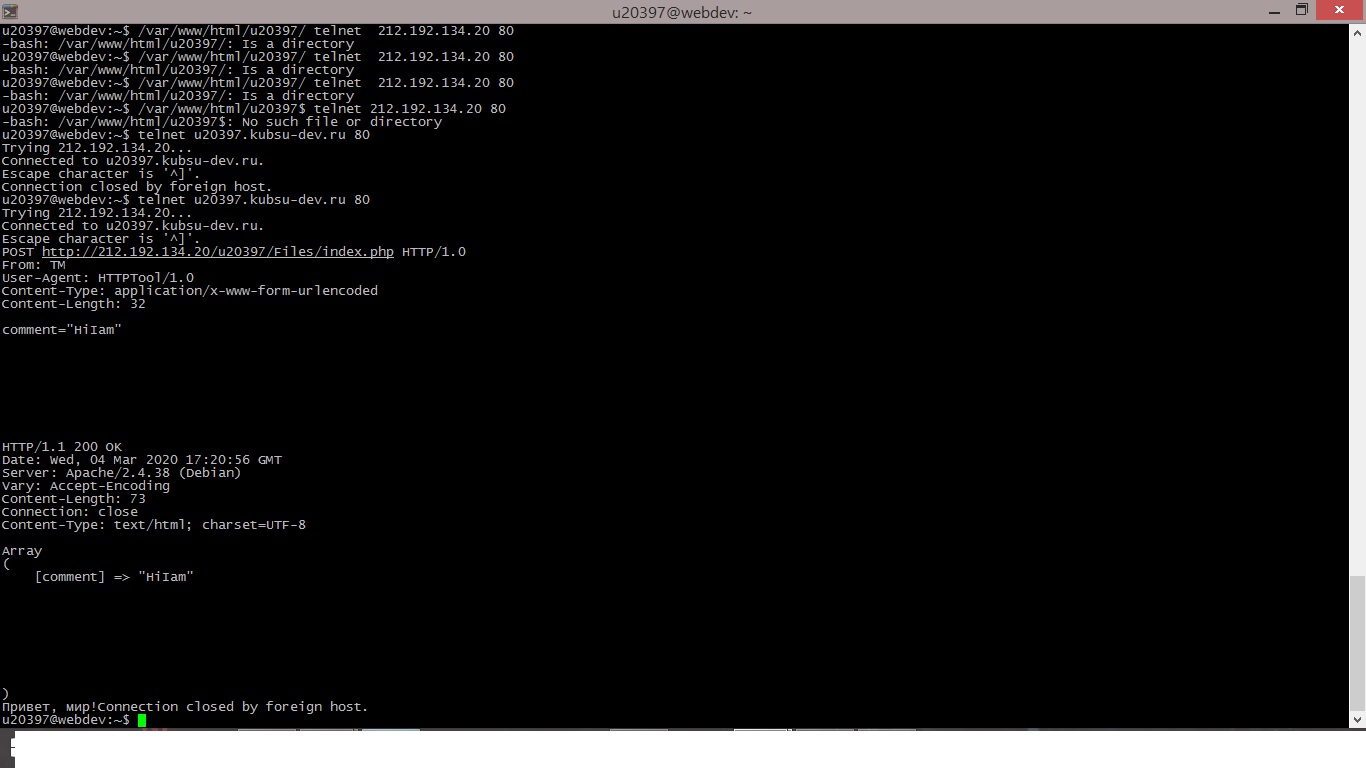 u20397@webdev: ~
u20397@webdev:~$ /var/www/html/u20397/ telnet  212.192.134.20 80
-bash: /var/www/html/u20397/: Is a directory
u20397@webdev:~$ /var/www/html/u20397/ telnet  212.192.134.20 80
-bash: /var/www/html/u20397/: Is a directory
u20397@webdev:~$ /var/www/html/u20397/ telnet  212.192.134.20 80
-bash: /var/www/html/u20397/: Is a directory
u20397@webdev:~$ /var/www/html/u20397$ telnet 212.192.134.20 80
-bash: /var/www/html/u20397$: No such file or directory
u20397@webdev:~$ telnet u20397.kubsu-dev.ru 80
Trying 212.192.134.20...
Connected to u20397.kubsu-dev.ru.
Escape character is '^]'.
Connection closed by foreign host.
u20397@webdev:~$ telnet u20397.kubsu-dev.ru 80
Trying 212.192.134.20...
Connected to u20397.kubsu-dev.ru.
Escape character is '^]'.
POST http://212.192.134.20/u20397/Files/index.php HTTP/1.0
From: TM
User-Agent: HTTPTool/1.0
Content-Type: application/x-www-form-urlencoded
Content-Length: 32
comment="HiIam"
HTTP/1.1 200 OK
Date: Wed, 04 Mar 2020 17:20:56 GMT
Server: Apache/2.4.38 (Debian)
Vary: Accept-Encoding
Content-Length: 73
Connection: close
Content-Type: text/html; charset=UTF-8
Array
(
    [comment] => "HiIam"
)
Привет, мир!Connection closed by foreign host.
u20397@webdev:~$